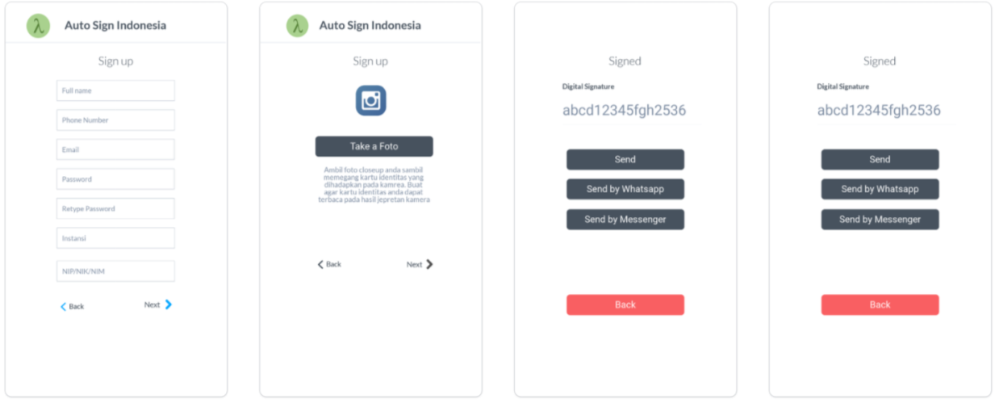 λ Auto Sign Indonesia
Sign up
Full name
Phone Number
Email
Password
Retype Password
Instansi
NIP/NIK/NIM
Back
Next
λ Auto Sign Indonesia
Sign up
Take a Foto
Ambil foto closeup anda sambil
memegang kartu identitas yang
dihadapkan pada kamrea. Buat
agar kartu identitas anda dapat
terbaca pada hasil jepretan kamera
Back
Next
Signed
Digital Signature
abcd12345fgh2536
Send
Send by Whatsapp
Send by Messenger
Back
Signed
Digital Signature
abcd12345fgh2536
Send
Send by Whatsapp
Send by Messenger
Back